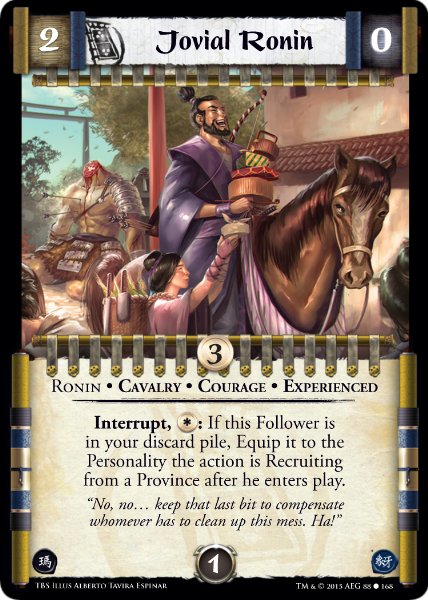 2 Jovial Ronin 0
3
Ronin • Cavalry • Courage • Experienced
Interrupt, *: If this Follower is
in your discard pile, Equip it to the
Personality the action is Recruiting
from a Province after he enters play.
“No, no… keep that last bit to compensate
whomever has to clean up this mess. Ha!”
瑪
1
牙
TBS Illus Alberto Tavira Espinar
TM & © 2015 AEG 88 • 168